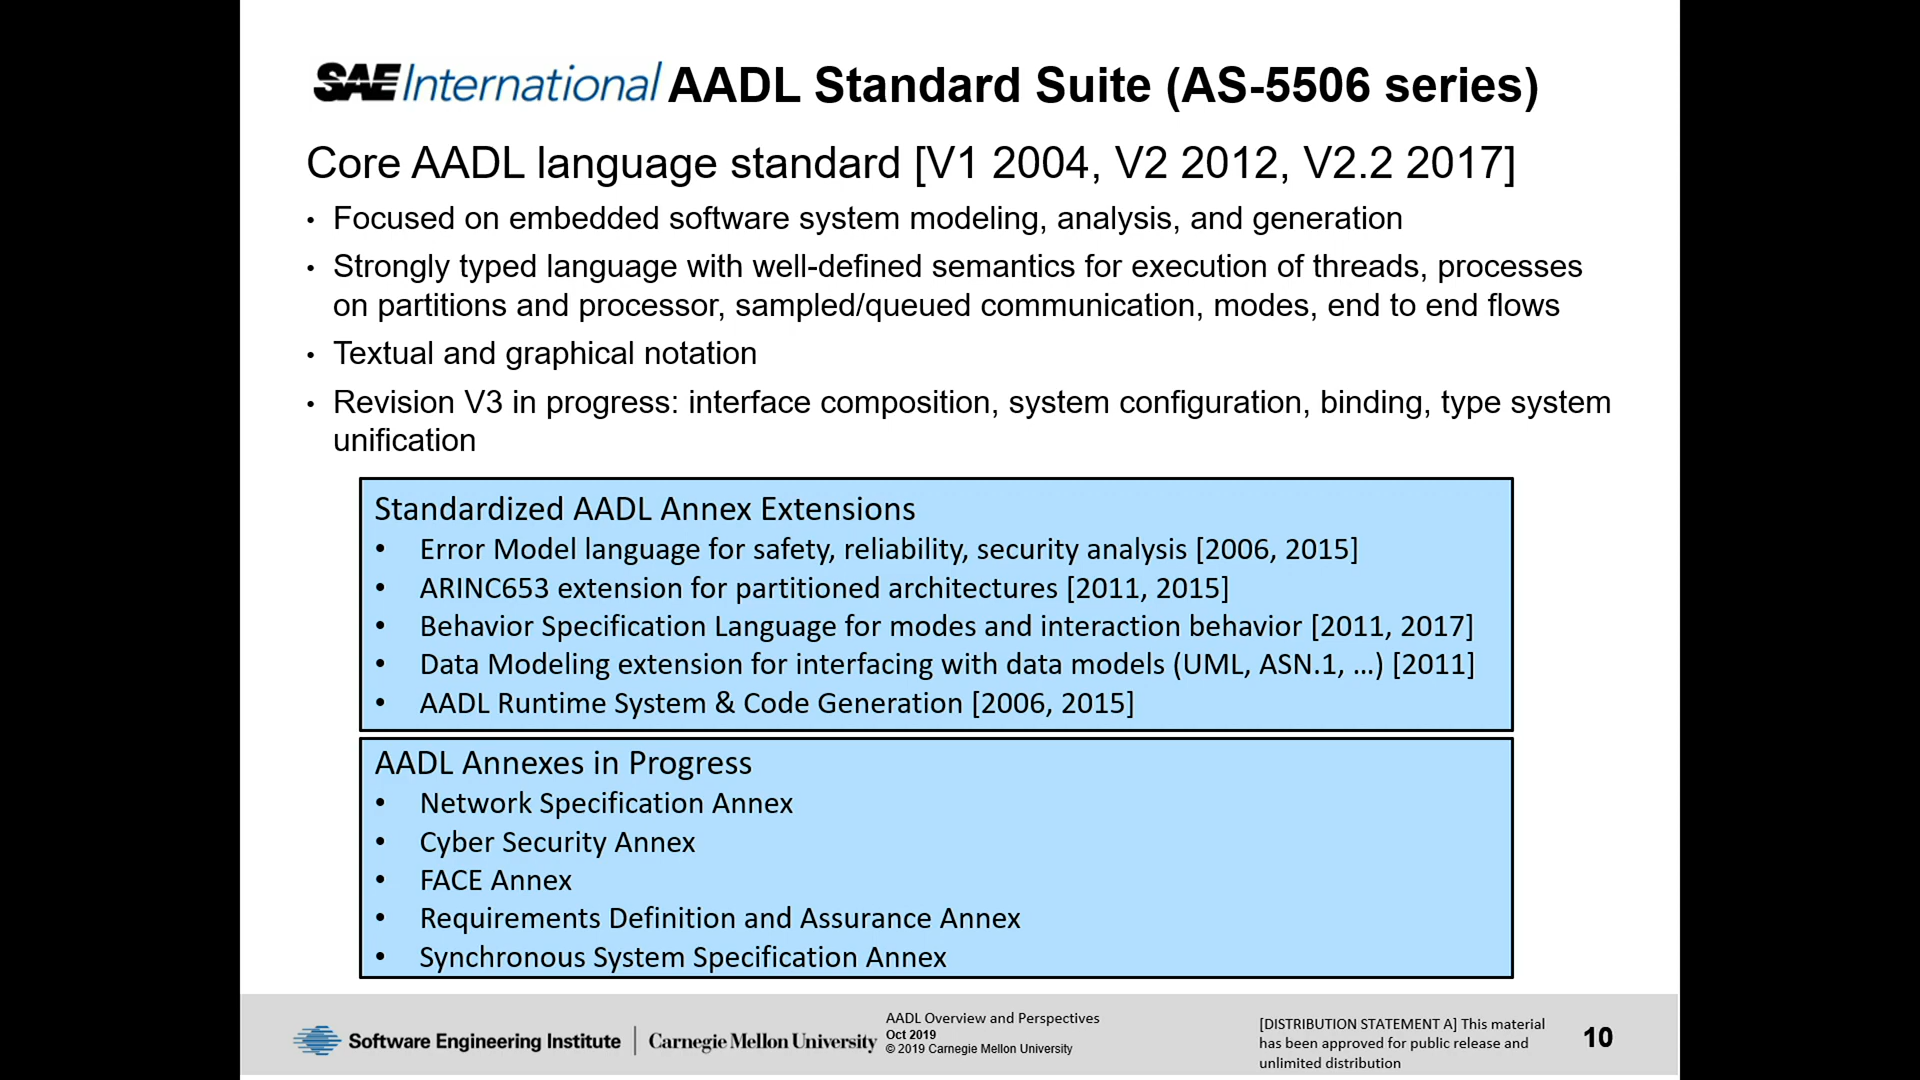 SAE International AADL Standard Suite (AS-5506 series)
Core AADL language standard [V1 2004, V2 2012, V2.2 2017]
• Focused on embedded software system modeling, analysis, and generation
• Strongly typed language with well-defined semantics for execution of threads, processes
on partitions and processor, sampled/queued communication, modes, end to end flows
• Textual and graphical notation
• Revision V3 in progress: interface composition, system configuration, binding, type system
unification
Standardized AADL Annex Extensions
• Error Model language for safety, reliability, security analysis [2006, 2015]
• ARINC653 extension for partitioned architectures [2011, 2015]
• Behavior Specification Language for modes and interaction behavior [2011, 2017]
• Data Modeling extension for interfacing with data models (UML, ASN.1, …) [2011]
• AADL Runtime System & Code Generation [2006, 2015]
AADL Annexes in Progress
• Network Specification Annex
• Cyber Security Annex
• FACE Annex
• Requirements Definition and Assurance Annex
• Synchronous System Specification Annex
Software Engineering Institute | Carnegie Mellon University
AADL Overview and Perspectives
Oct 2019
© 2019 Carnegie Mellon University
[DISTRIBUTION STATEMENT A] This material
has been approved for public release and
unlimited distribution
10